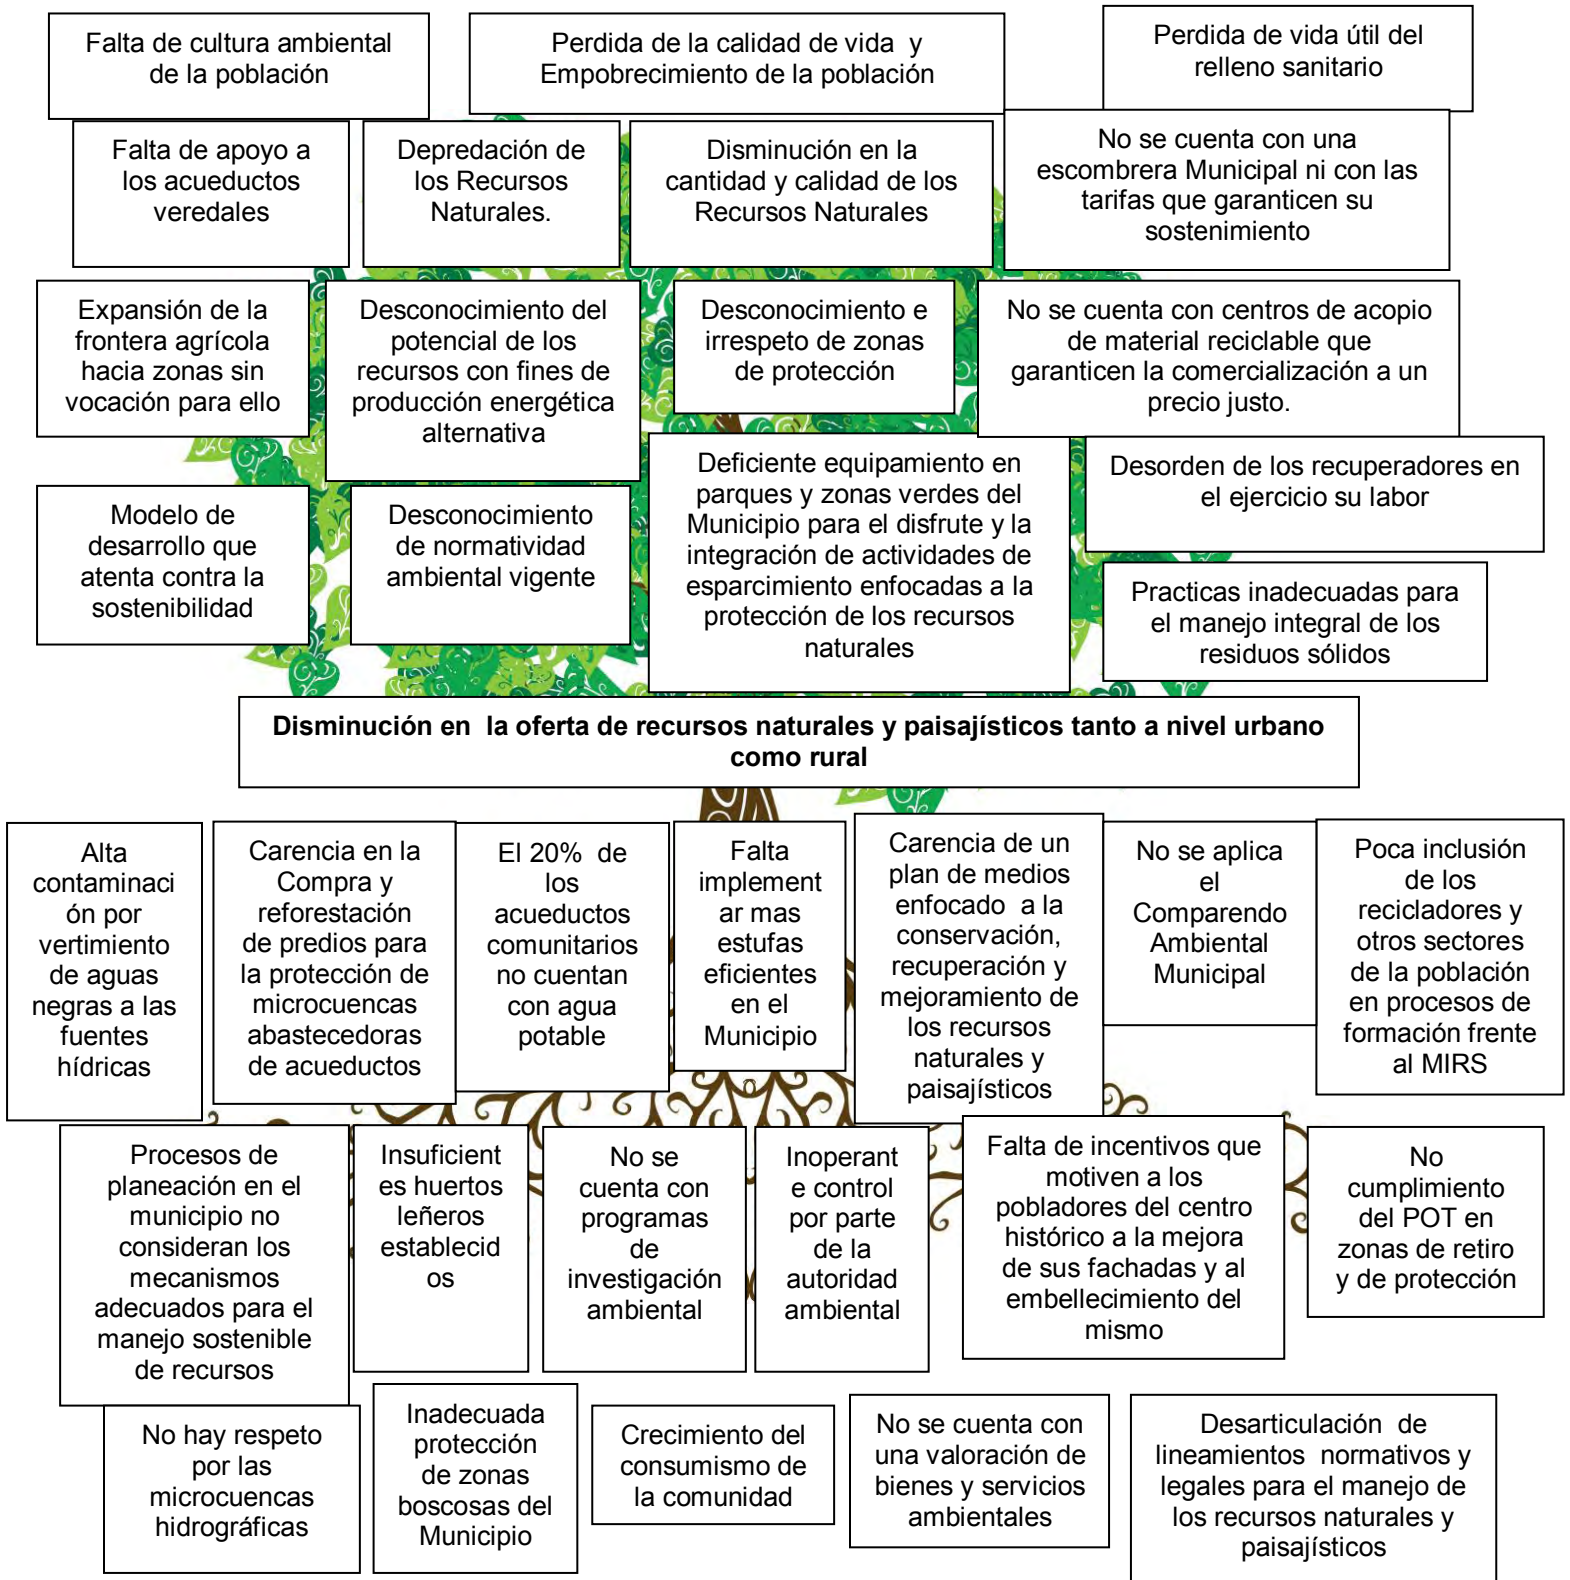 Falta de cultura ambiental
de la población
Perdida de la calidad de vida y
Empobrecimiento de la población
Perdida de vida útil del
relleno sanitario
Falta de apoyo a
los acueductos
veredales
Depredación de
los Recursos
Naturales.
Disminución en la
cantidad y calidad de los
Recursos Naturales
No se cuenta con una
escombrera Municipal ni con las
tarifas que garanticen su
sostenimiento
Expansión de la
frontera agrícola
hacia zonas sin
vocación para ello
Desconocimiento del
potencial de los
recursos con fines de
producción energética
alternativa
Desconocimiento e
irrespeto de zonas
de protección
No se cuenta con centros de acopio
de material reciclable que
garanticen la comercialización a un
precio justo.
Modelo de
desarrollo que
atenta contra la
sostenibilidad
Desconocimiento
de normatividad
ambiental vigente
Deficiente equipamiento en
parques y zonas verdes del
Municipio para el disfrute y la
integración de actividades de
esparcimiento enfocadas a la
protección de los recursos
naturales
Desorden de los recuperadores en
el ejercicio su labor
Practicas inadecuadas para
el manejo integral de los
residuos sólidos
Disminución en la oferta de recursos naturales y paisajísticos tanto a nivel urbano
como rural
Alta
contaminaci
ón por
vertimiento
de aguas
negras a las
fuentes
hídricas
Carencia en la
Compra y
reforestación
de predios para
la protección de
microcuencas
abastecedoras
de acueductos
El 20% de
los
acueductos
comunitarios
no cuentan
con agua
potable
Falta
implement
ar mas
estufas
eficientes
en el
Municipio
Carencia de un
plan de medios
enfocado a la
conservación,
recuperación y
mejoramiento de
los recursos
naturales y
paisajísticos
No se aplica
el
Comparendo
Ambiental
Municipal
Poca inclusión
de los
recicladores y
otros sectores
de la población
en procesos de
formación frente
al MIRS
Procesos de
planeación en el
municipio no
consideran los
mecanismos
adecuados para el
manejo sostenible
de recursos
Insuficient
es huertos
leñeros
establecid
os
No se
cuenta con
programas
de
investigación
ambiental
Inoperant
e control
por parte
de la
autoridad
ambiental
Falta de incentivos que
motiven a los
pobladores del centro
histórico a la mejora
de sus fachadas y al
embellecimiento del
mismo
No
cumplimiento
del POT en
zonas de retiro
y de protección
No hay respeto
por las
microcuencas
hidrográficas
Inadecuada
protección
de zonas
boscosas del
Municipio
Crecimiento del
consumismo de
la comunidad
No se cuenta con
una valoración de
bienes y servicios
ambientales
Desarticulación de
lineamientos normativos y
legales para el manejo de
los recursos naturales y
paisajísticos